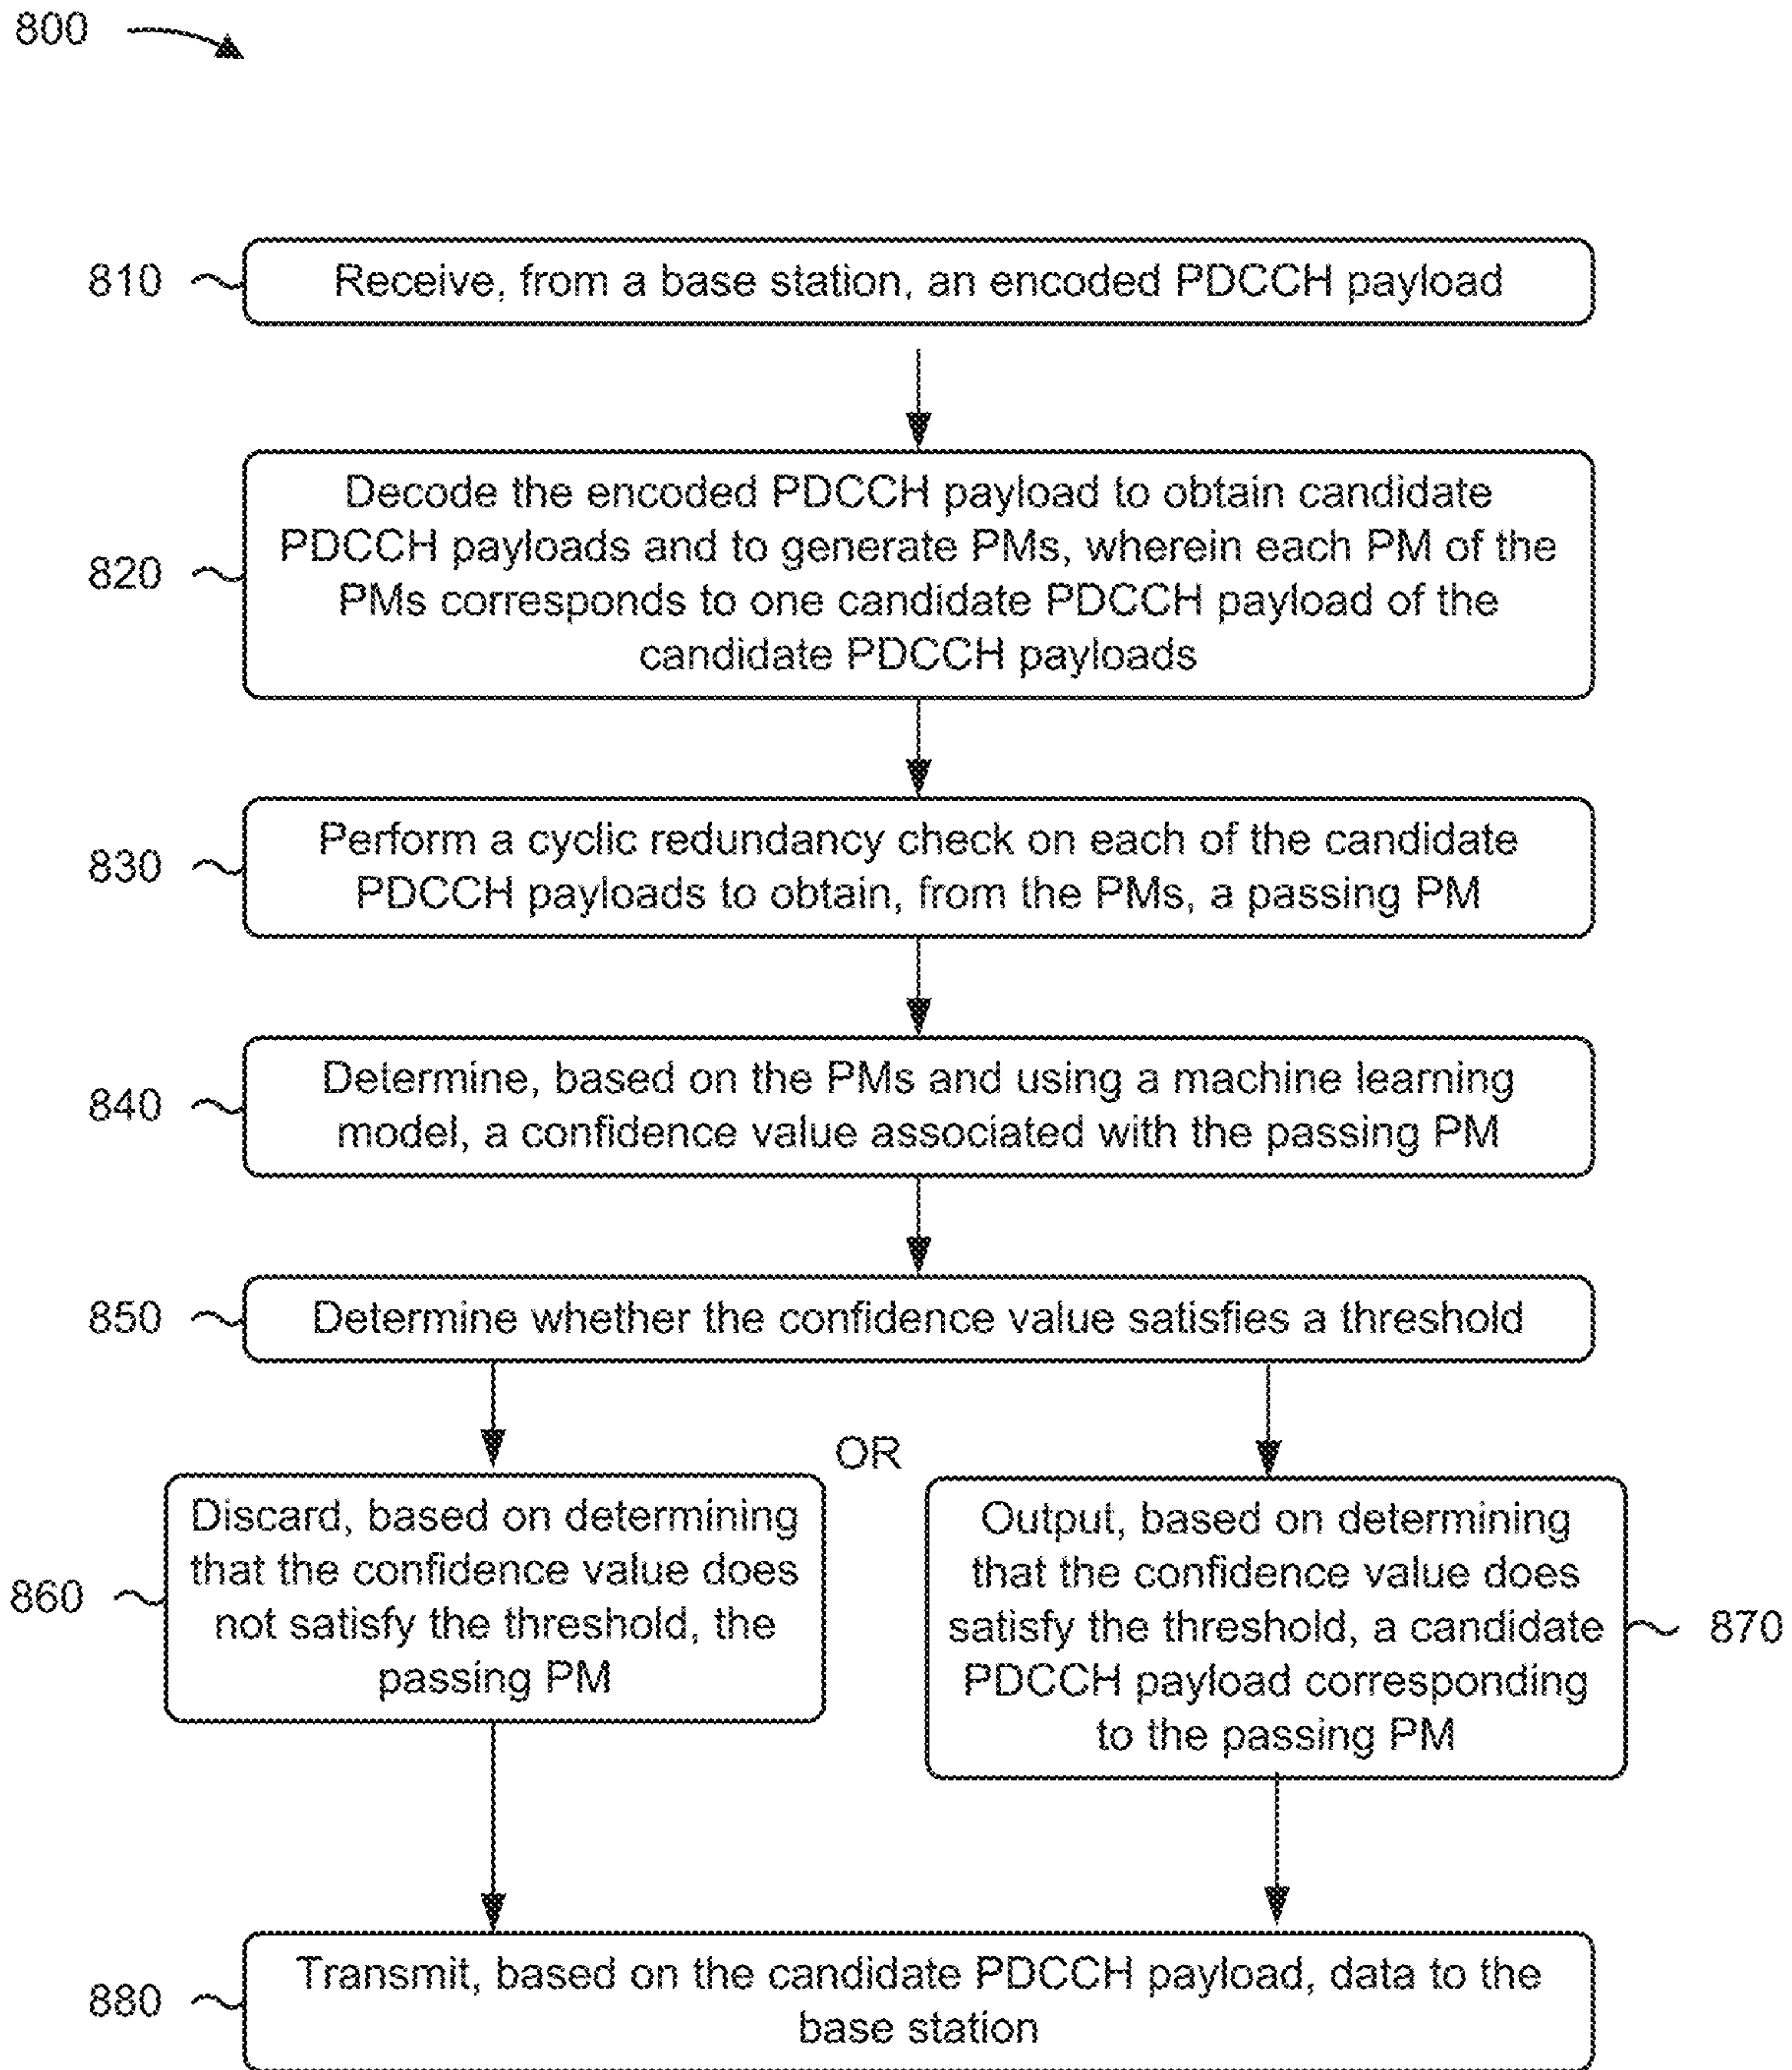 800
810
Receive, from a base station, an encoded PDCCH payload
820
Decode the encoded PDCCH payload to obtain candidate
PDCCH payloads and to generate PMs, wherein each PM of the
PMs corresponds to one candidate PDCCH payload of the
candidate PDCCH payloads
830
Perform a cyclic redundancy check on each of the candidate
PDCCH payloads to obtain, from the PMs, a passing PM
840
Determine, based on the PMs and using a machine learning
model, a confidence value associated with the passing PM
850
Determine whether the confidence value satisfies a threshold
OR
860
Discard, based on determining
that the confidence value does
not satisfy the threshold, the
passing PM
Output, based on determining
that the confidence value does
satisfy the threshold, a candidate
PDCCH payload corresponding
to the passing PM
870
880
Transmit, based on the candidate PDCCH payload, data to the
base station